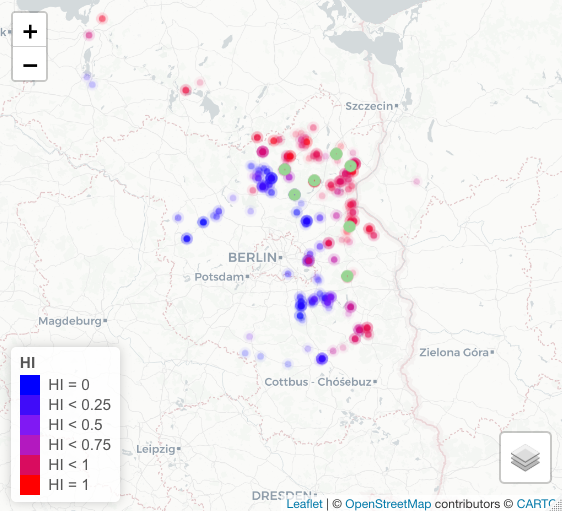 +
−
Szczecin
BERLIN
Potsdam
Magdeburg
Zielona Góra
Cottbus - Chóśebuz
Leipzig
DRESDEN
HI
HI = 0
HI < 0.25
HI < 0.5
HI < 0.75
HI < 1
HI = 1
Leaflet | © OpenStreetMap contributors © CARTO